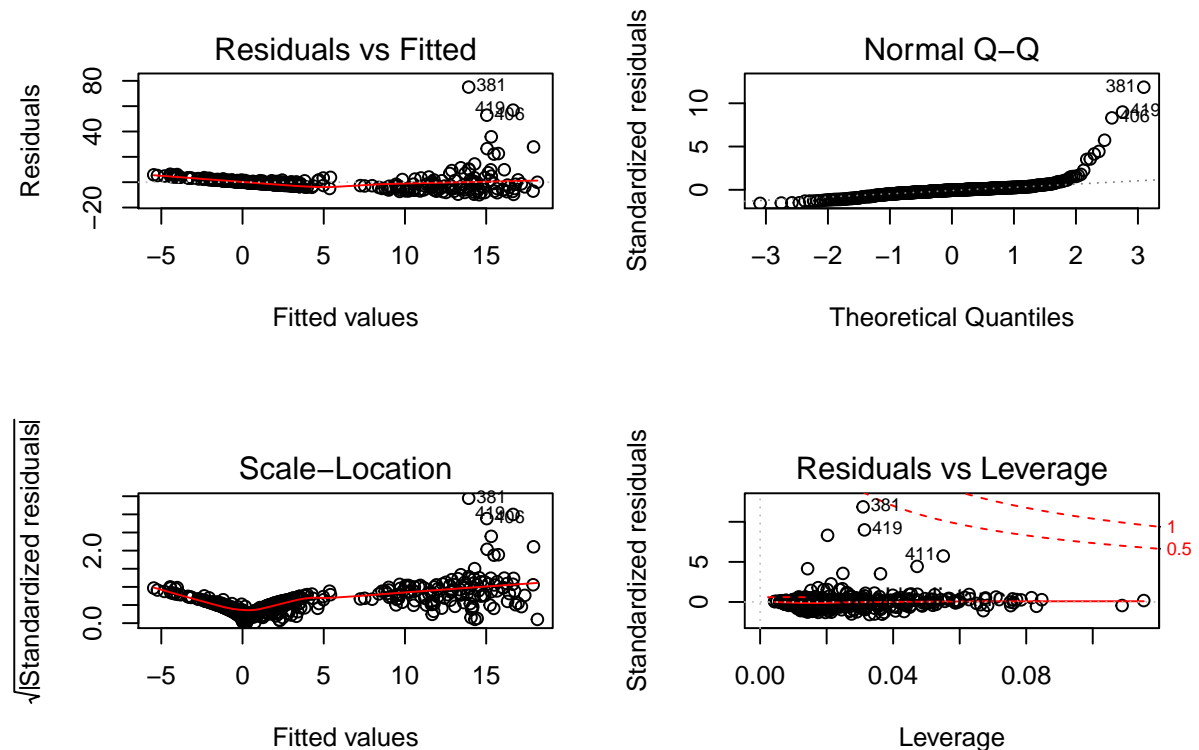 Residuals vs Fitted
Residuals
−20
0
40
80
381
419
406
−5 0 5 10 15
Fitted values
Normal Q−Q
Standardized residuals
0
5
10
381
419
406
−3 −2 −1 0 1 2 3
Theoretical Quantiles
Scale−Location
√|Standardized residuals|
0.0
2.0
381
419
406
−5 0 5 10 15
Fitted values
Residuals vs Leverage
Standardized residuals
0
5
381
419
411
1
0.5
0.00 0.04 0.08
Leverage